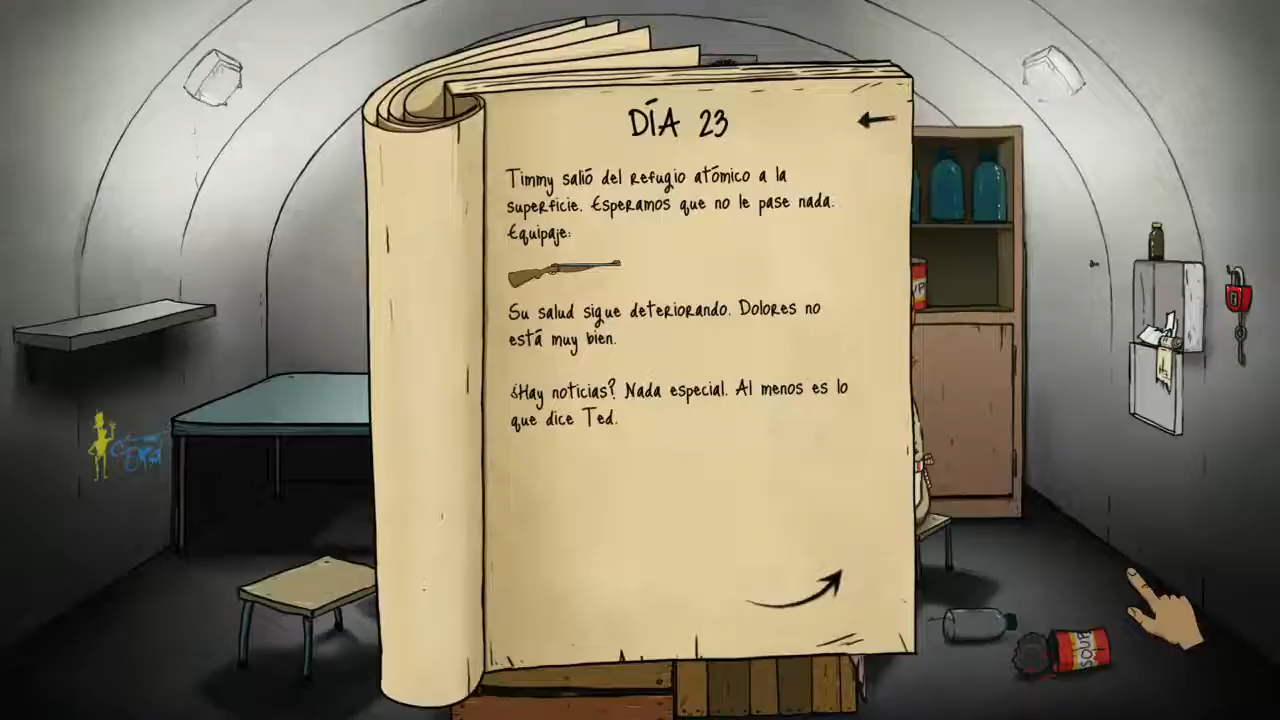 DÍA 23
Timmy salió del refugio atómico a la
superficie. Esperamos que no le pase nada.
Equipaje:
Su salud sigue deteriorando. Dolores no
está muy bien.
¿Hay noticias? Nada especial. Al menos es lo
que dice Ted.
SOUP